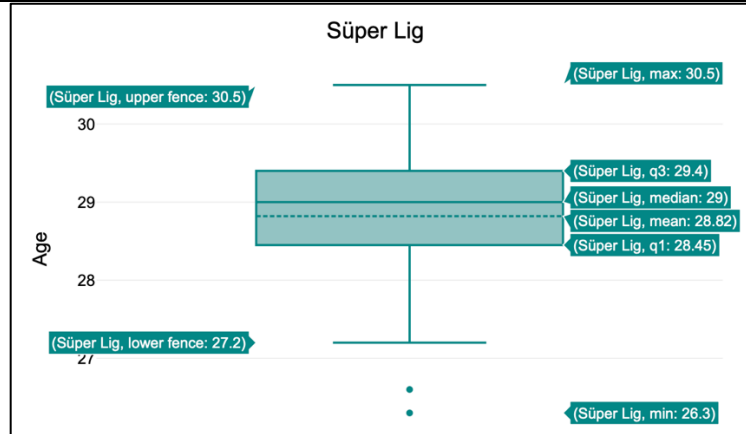 Süper Lig
(Süper Lig, max: 30.5)
(Süper Lig, upper fence: 30.5)
30
(Süper Lig, q3: 29.4)
29
(Süper Lig, median: 29)
(Süper Lig, mean: 28.82)
(Süper Lig, q1: 28.45)
Age
28
(Süper Lig, lower fence: 27.2)
27
(Süper Lig, min: 26.3)